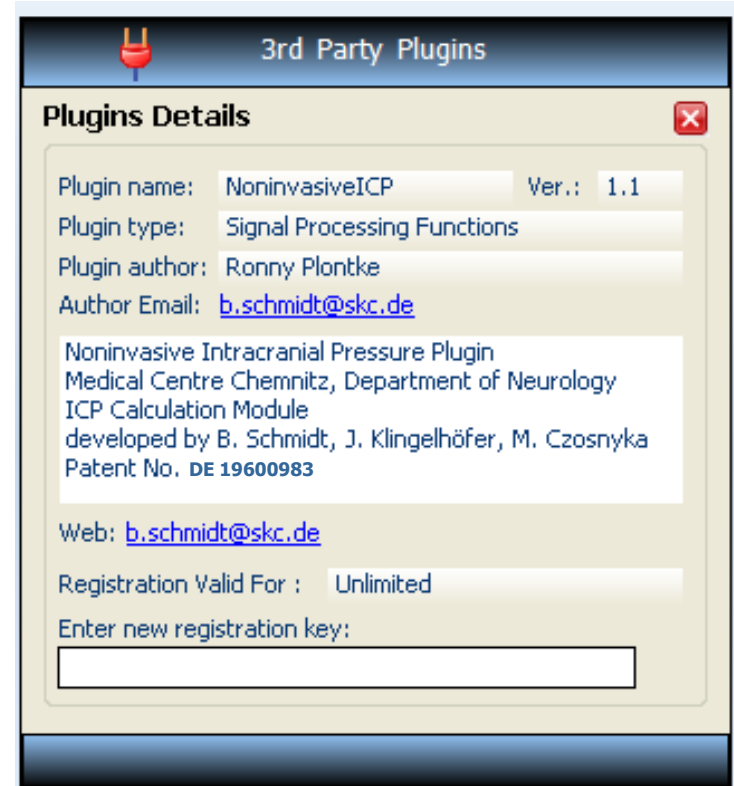 3rd Party Plugins
Plugins Details
Plugin name: NoninvasiveICP Ver.: 1.1
Plugin type: Signal Processing Functions
Plugin author: Ronny Plontke
Author Email: b.schmidt@skc.de
Noninvasive Intracranial Pressure Plugin
Medical Centre Chemnitz, Department of Neurology
ICP Calculation Module
developed by B. Schmidt, J. Klingelhöfer, M. Czosnyka
Patent No. DE 19600983
Web: b.schmidt@skc.de
Registration Valid For : Unlimited
Enter new registration key: